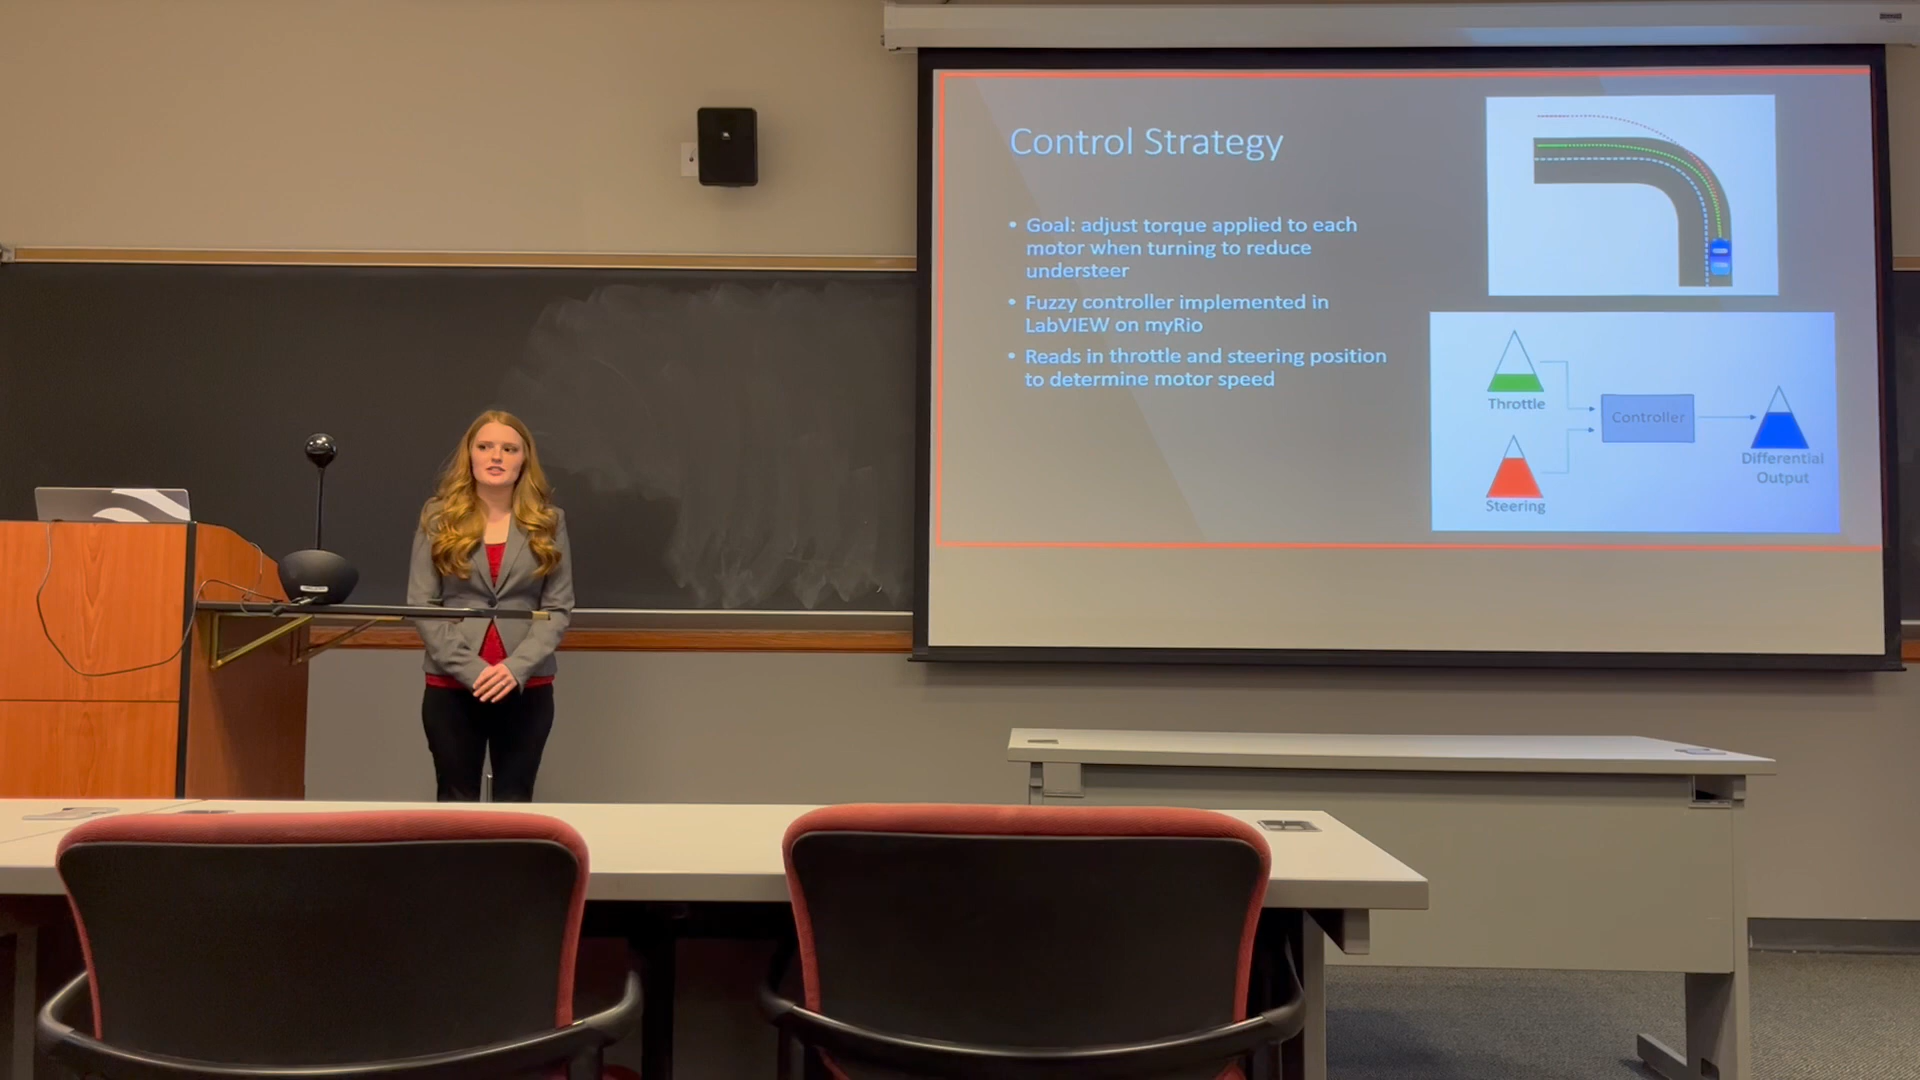 Control Strategy
• Goal: adjust torque applied to each
motor when turning to reduce
understeer
• Fuzzy controller implemented in
LabVIEW on myRio
• Reads in throttle and steering position
to determine motor speed
Throttle
Controller
Steering
Differential
Output